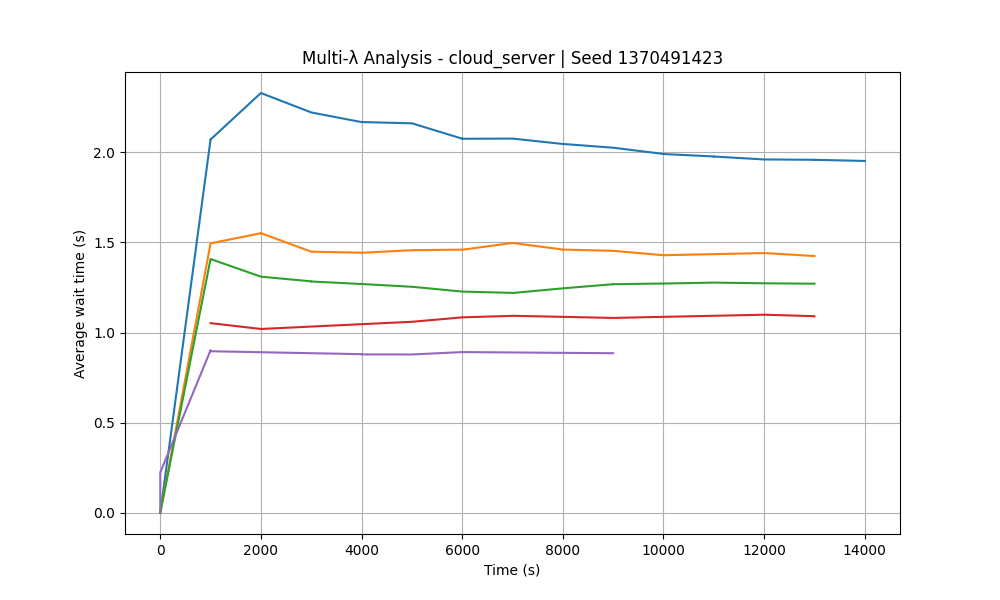 Multi-λ Analysis - cloud_server | Seed 1370491423
Average wait time (s)
2.0
1.5
1.0
0.5
0.0
0 2000 4000 6000 8000 10000 12000 14000
Time (s)